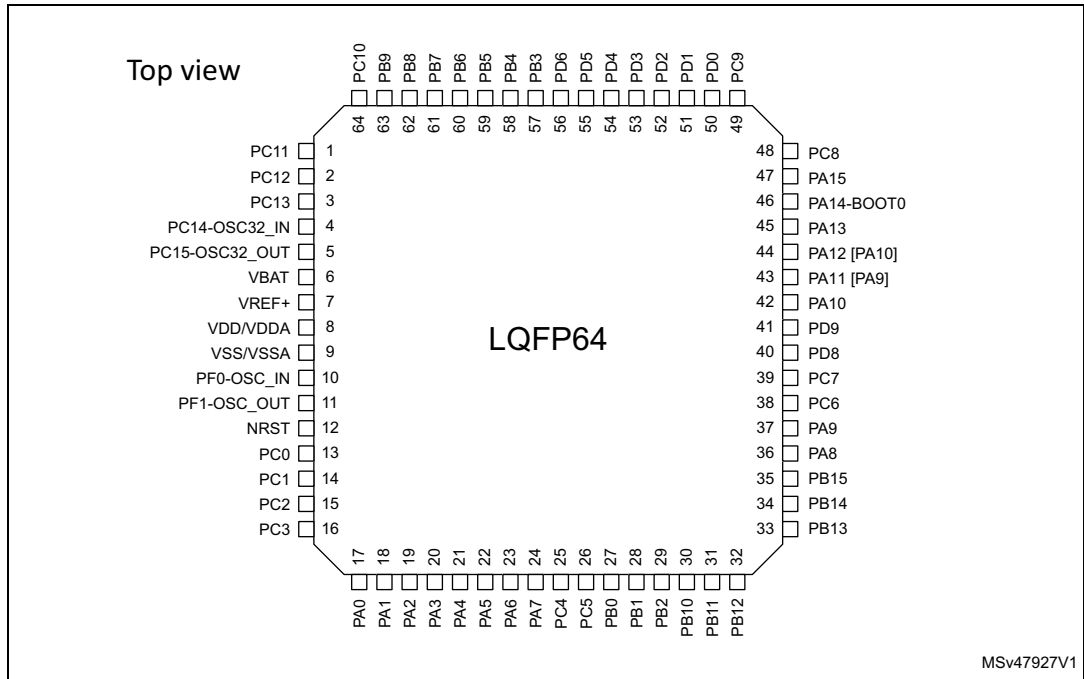 Top view
PC10 PB9 PB8 PB7 PB6 PB5 PB4 PB3 PD6 PD5 PD4 PD3 PD2 PD1 PD0 PC9
64 63 62 61 60 59 58 57 56 55 54 53 52 51 50 49
PC11 1 48 PC8
PC12 2 47 PA15
PC13 3 46 PA14-BOOT0
PC14-OSC32_IN 4 45 PA13
PC15-OSC32_OUT 5 44 PA12 [PA10]
VBAT 6 43 PA11 [PA9]
VREF+ 7 42 PA10
VDD/VDDA 8 41 PD9
LQFP64
VSS/VSSA 9 40 PD8
PF0-OSC_IN 10 39 PC7
PF1-OSC_OUT 11 38 PC6
NRST 12 37 PA9
PC0 13 36 PA8
PC1 14 35 PB15
PC2 15 34 PB14
PC3 16 33 PB13
17 18 19 20 21 22 23 24 25 26 27 28 29 30 31 32
PA0 PA1 PA2 PA3 PA4 PA5 PA6 PA7 PC4 PC5 PB0 PB1 PB2 PB10 PB11 PB12
MSv47927V1